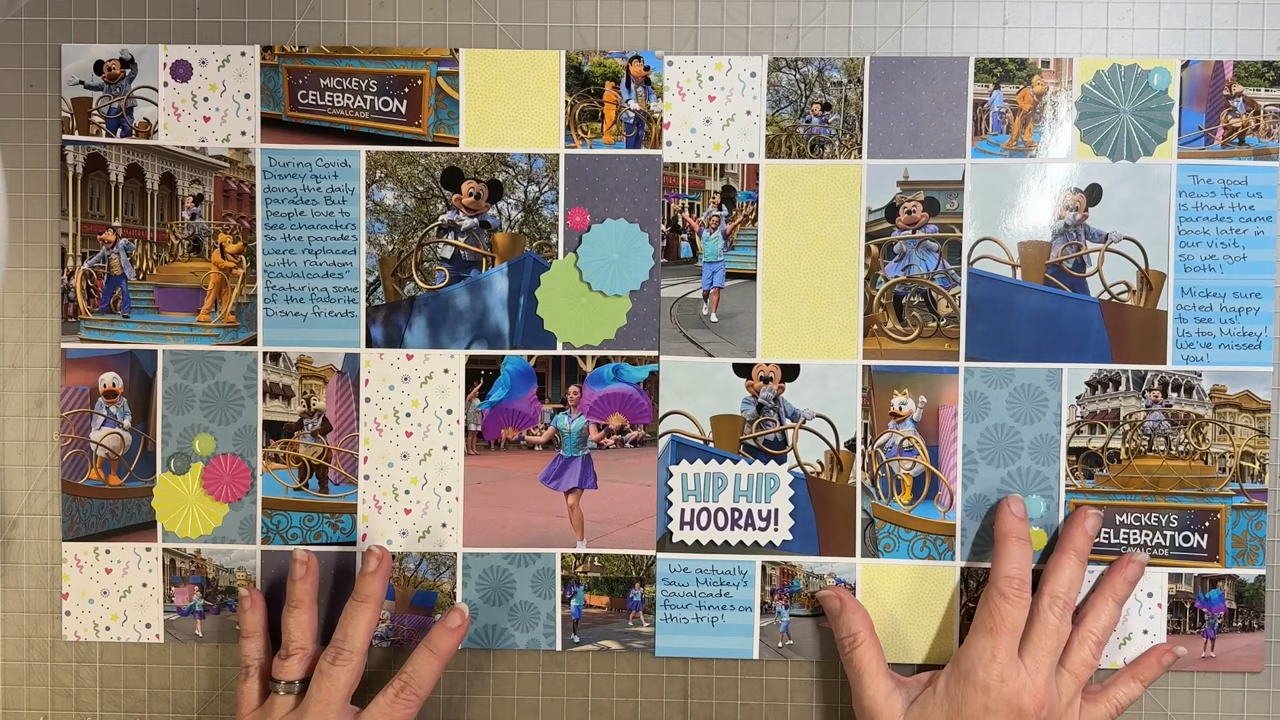 MICKEY'S
CELEBRATION
CAVALCADE
During Covid,
Disney quit
doing the daily
parades. But
people love to
see characters
so the parades
were replaced
with random
"cavalcades"
featuring some
of the favorite
Disney friends.
The good
news for us
is that the
parades came
back later in
our visit,
so we got
both!
Mickey sure
acted happy
to see us!
Us too, Mickey!
We've missed
you!
HIP HIP
HOORAY!
MICKEY'S
CELEBRATION
CAVALCADE
We actually
saw Mickey's
cavalcade
four times on
this trip!